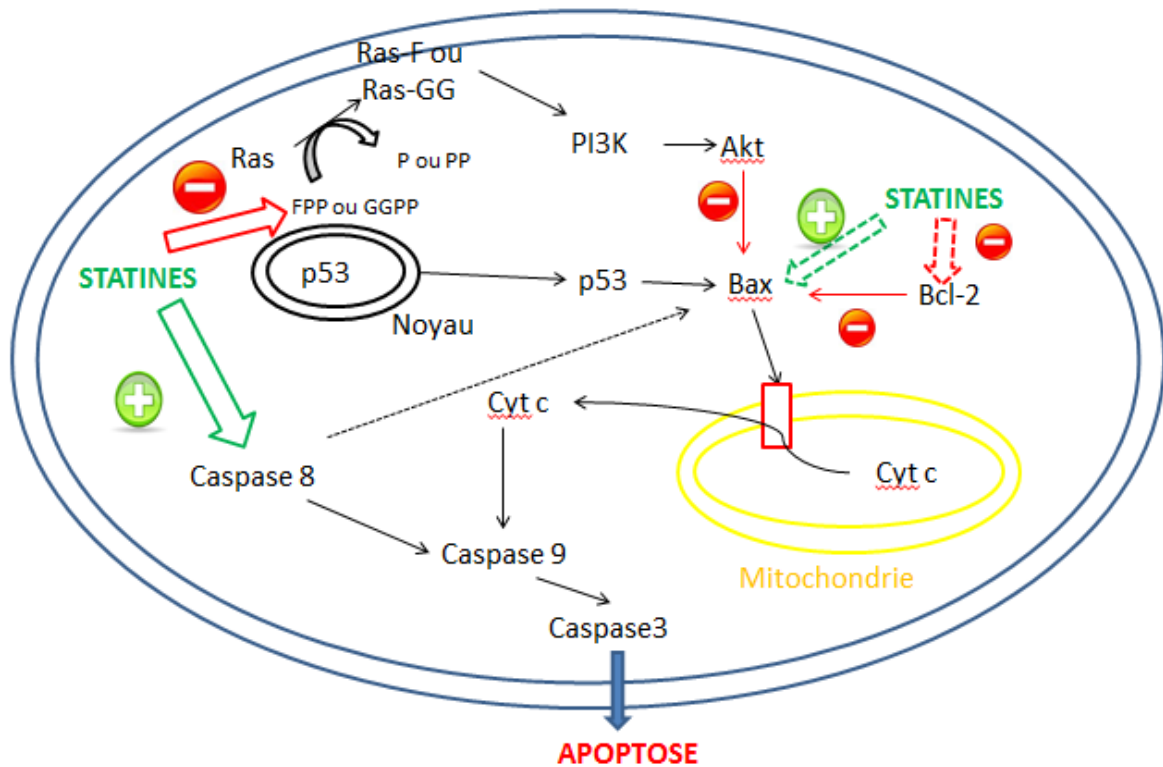 Ras-F ou
Ras-GG
PI3K
Akt
Ras
P ou PP
STATINES
FPP ou GGPP
STATINES
p53
p53
Bax
Bcl-2
Noyau
Cyt c
Cyt c
Caspase 8
Caspase 9
Mitochondrie
Caspase3
APOPTOSE